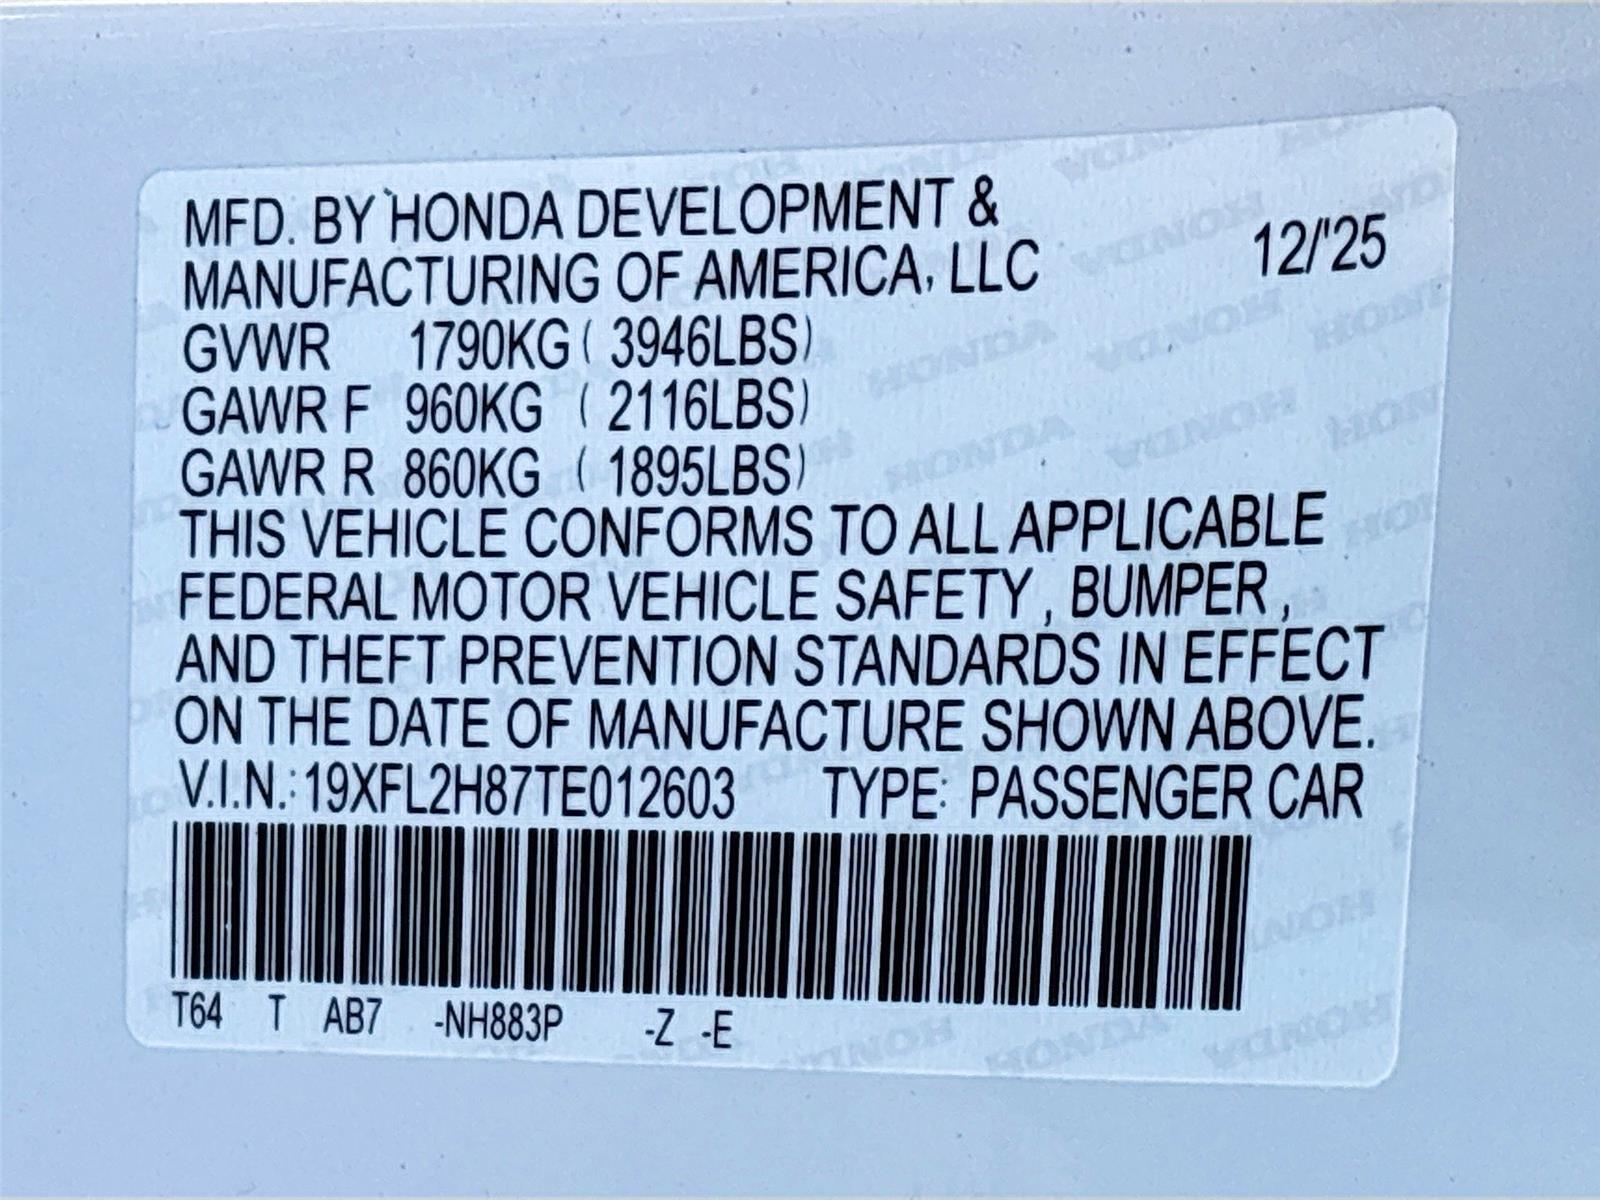 MFD. BY HONDA DEVELOPMENT &
MANUFACTURING OF AMERICA, LLC 12/'25
GVWR 1790KG ( 3946LBS)
GAWR F 960KG ( 2116LBS)
GAWR R 860KG ( 1895LBS)
THIS VEHICLE CONFORMS TO ALL APPLICABLE
FEDERAL MOTOR VEHICLE SAFETY , BUMPER ,
AND THEFT PREVENTION STANDARDS IN EFFECT
ON THE DATE OF MANUFACTURE SHOWN ABOVE.
V.I.N.: 19XFL2H87TE012603 TYPE: PASSENGER CAR
T64 T AB7 -NH883P -Z -E